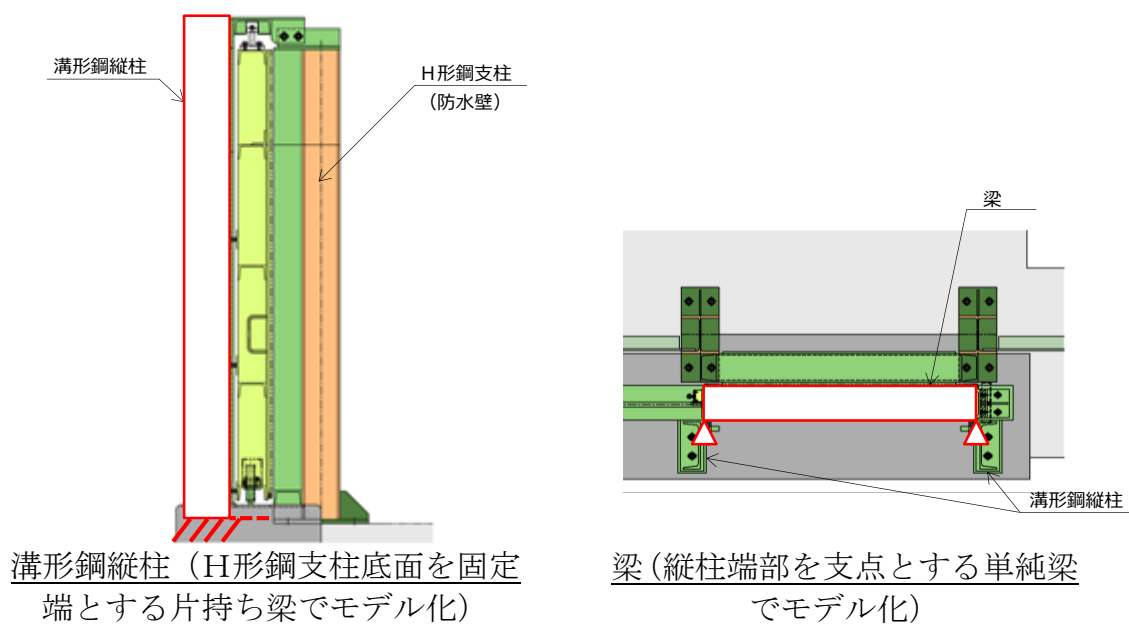 溝形鋼縦柱
H形鋼支柱
（防水壁）
溝形鋼縦柱（H形鋼支柱底面を固定
端とする片持ち梁でモデル化）
梁
溝形鋼縦柱
梁（縦柱端部を支点とする単純梁
でモデル化）